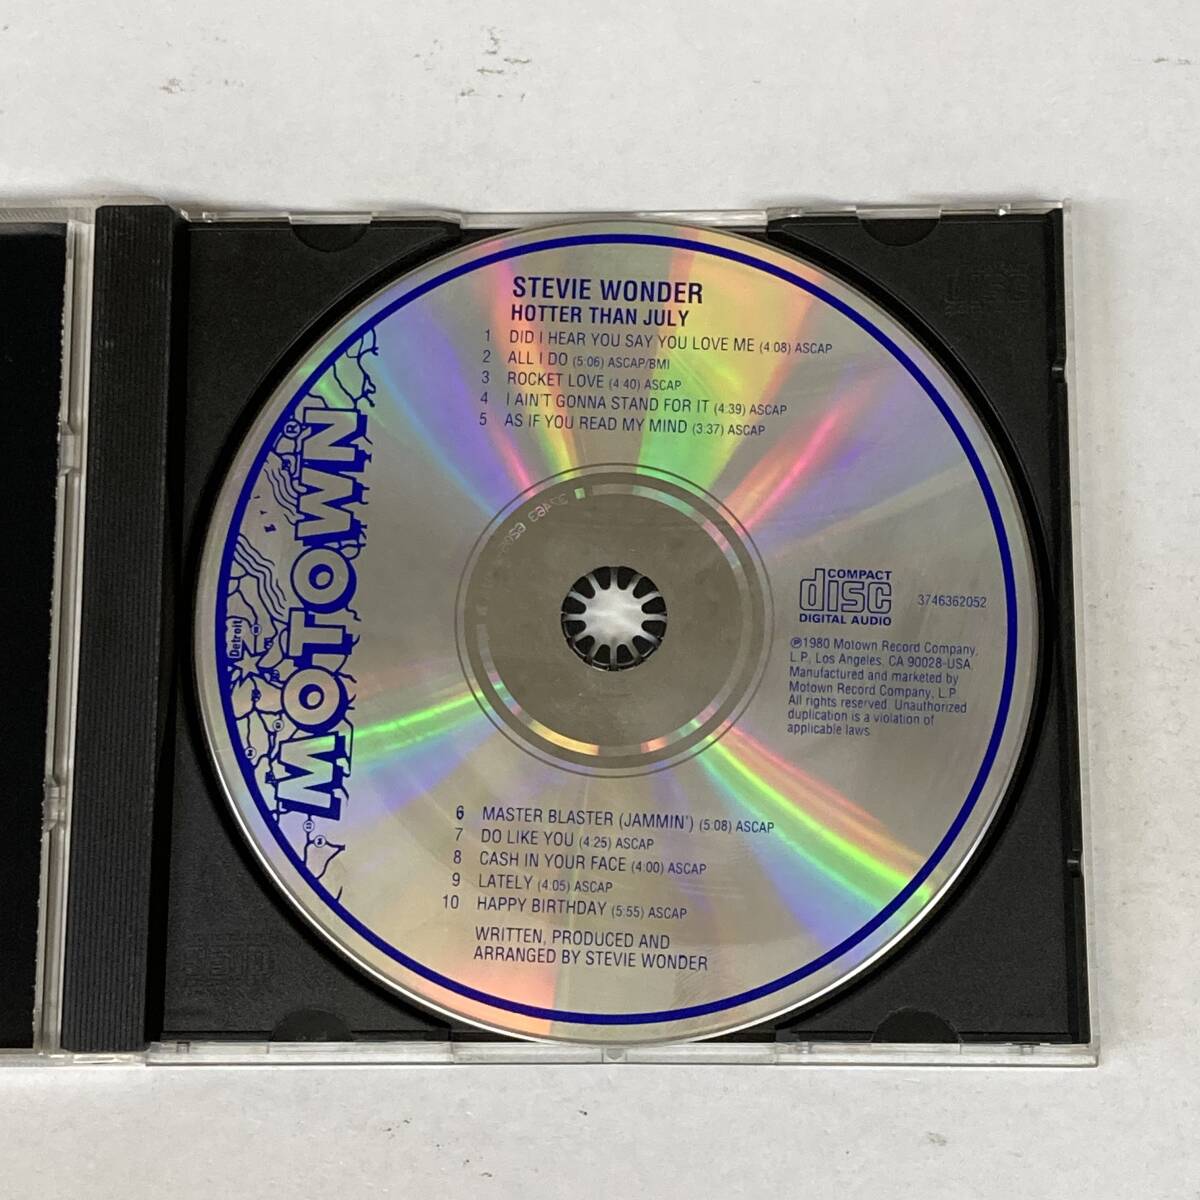 STEVIE WONDER
HOTTER THAN JULY
1 DID I HEAR YOU SAY YOU LOVE ME (4:08) ASCAP
2 ALL I DO (5:06) ASCAP/BMI
3 ROCKET LOVE (4:40) ASCAP
4 I AIN'T GONNA STAND FOR IT (4:39) ASCAP
5 AS IF YOU READ MY MIND (3:37) ASCAP
MOTOWN
®
Detroit
COMPACT
disc
DIGITAL AUDIO
3746362052
℗1980 Motown Record Company,
L.P., Los Angeles, CA 90028-USA.
Manufactured and marketed by
Motown Record Company, L.P.
All rights reserved. Unauthorized
duplication is a violation of
applicable laws.
6 MASTER BLASTER (JAMMIN') (5:08) ASCAP
7 DO LIKE YOU (4:25) ASCAP
8 CASH IN YOUR FACE (4:00) ASCAP
9 LATELY (4:05) ASCAP
10 HAPPY BIRTHDAY (5:55) ASCAP
WRITTEN, PRODUCED AND
ARRANGED BY STEVIE WONDER